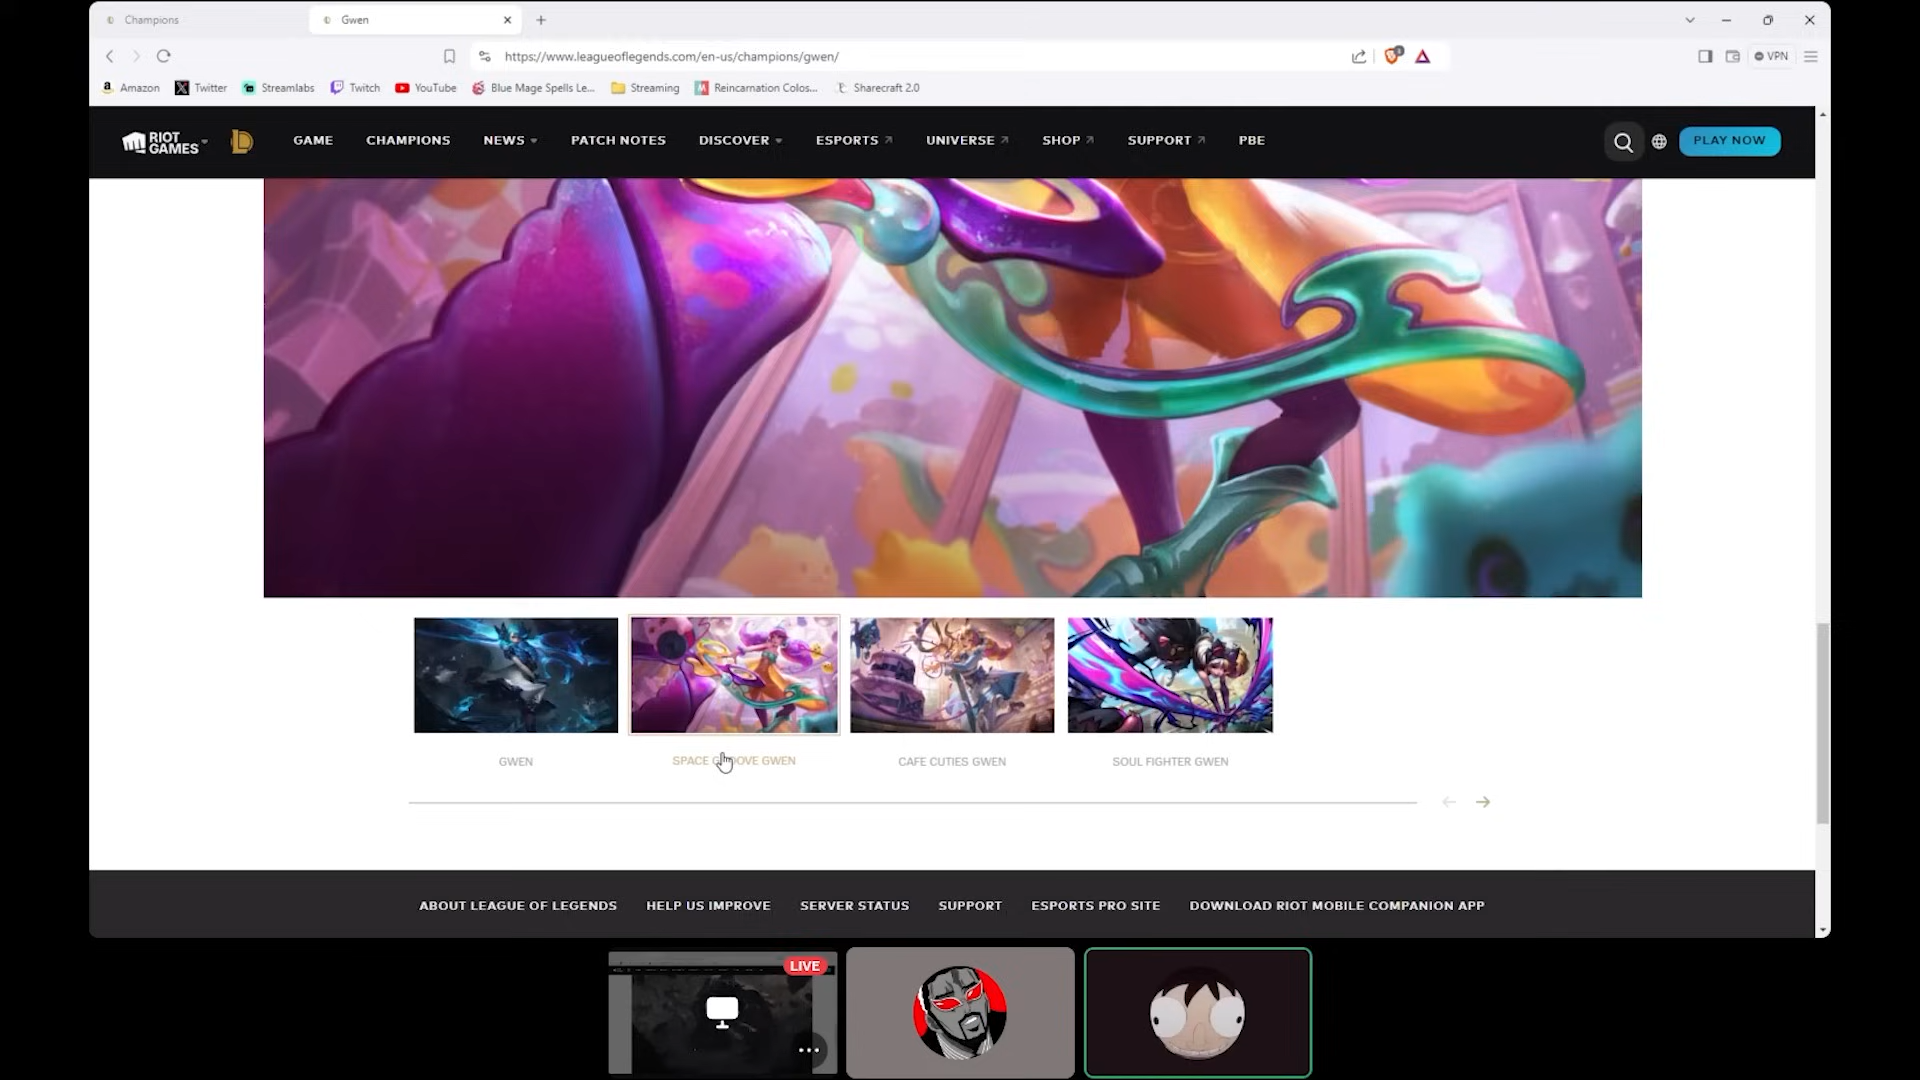 Champions
Gwen
https://www.leagueoflegends.com/en-us/champions/gwen/
VPN
Amazon
Twitter
Streamlabs
Twitch
YouTube
Blue Mage Spells Le...
Streaming
Reincarnation Colos...
Sharecraft 2.0
RIOT GAMES
GAME
CHAMPIONS
NEWS
PATCH NOTES
DISCOVER
ESPORTS
UNIVERSE
SHOP
SUPPORT
PBE
PLAY NOW
GWEN
SPACE GROOVE GWEN
CAFE CUTIES GWEN
SOUL FIGHTER GWEN
ABOUT LEAGUE OF LEGENDS
HELP US IMPROVE
SERVER STATUS
SUPPORT
ESPORTS PRO SITE
DOWNLOAD RIOT MOBILE COMPANION APP
LIVE